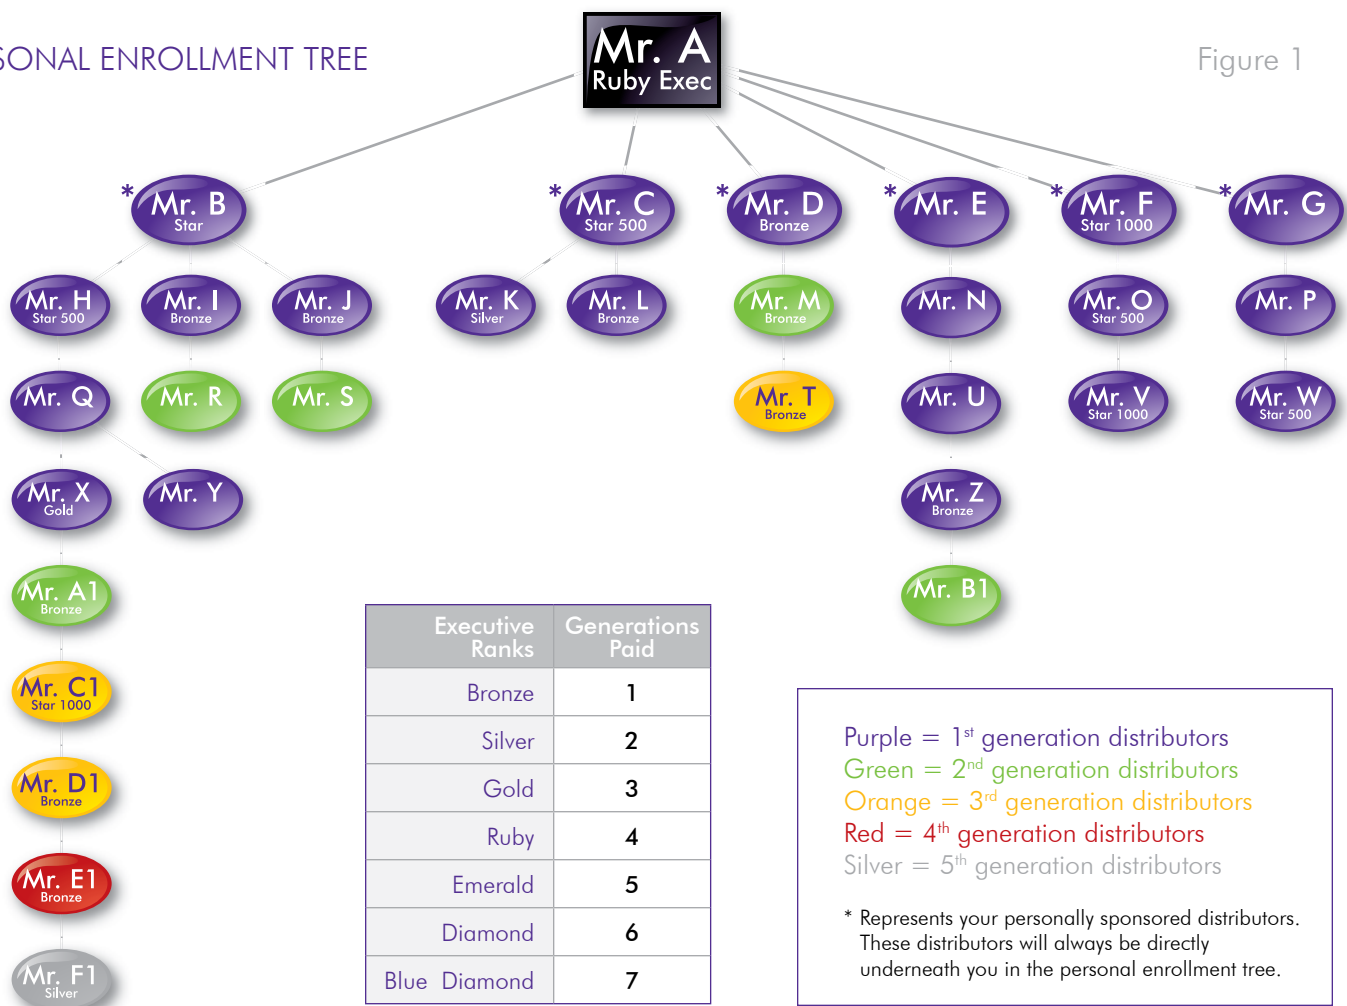 SONAL ENROLLMENT TREE
Mr. A
Ruby Exec
Figure 1
* Mr. B
Star
* Mr. C
Star 500
* Mr. D
Bronze
* Mr. E
* Mr. F
Star 1000
* Mr. G
Mr. H
Star 500
Mr. I
Bronze
Mr. J
Bronze
Mr. K
Silver
Mr. L
Bronze
Mr. M
Bronze
Mr. N
Mr. O
Star 500
Mr. P
Mr. Q
Mr. R
Mr. S
Mr. T
Bronze
Mr. U
Mr. V
Star 1000
Mr. W
Star 500
Mr. X
Gold
Mr. Y
Mr. Z
Bronze
Mr. A1
Bronze
Mr. B1
Mr. C1
Star 1000
Mr. D1
Bronze
Mr. E1
Bronze
Mr. F1
Silver
Executive Ranks
Generations Paid
Bronze 1
Silver 2
Gold 3
Ruby 4
Emerald 5
Diamond 6
Blue Diamond 7
Purple = 1st generation distributors
Green = 2nd generation distributors
Orange = 3rd generation distributors
Red = 4th generation distributors
Silver = 5th generation distributors
* Represents your personally sponsored distributors.
These distributors will always be directly
underneath you in the personal enrollment tree.